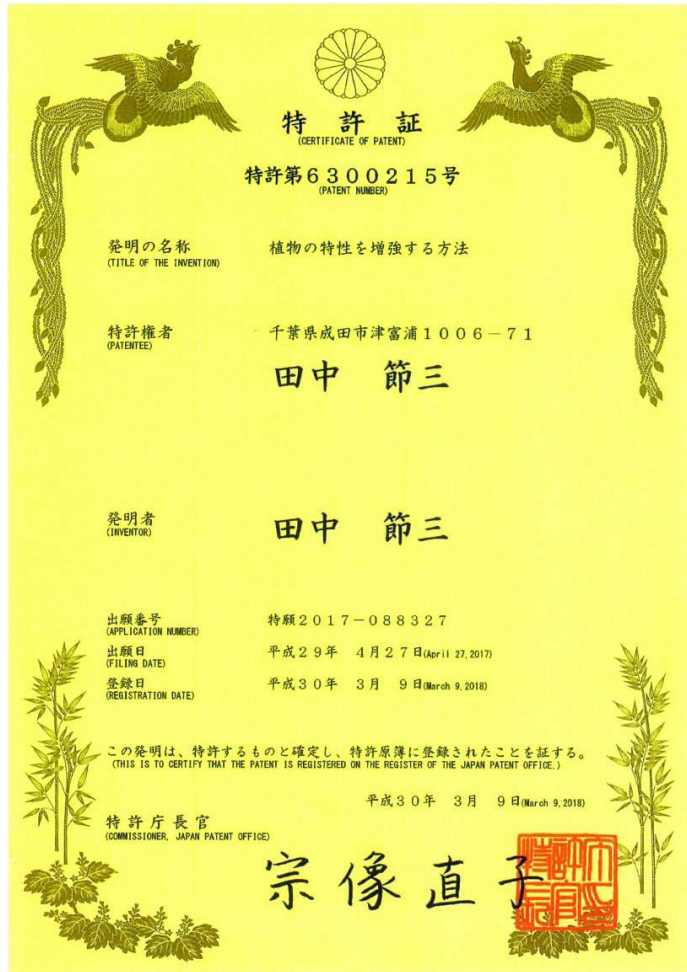 特許証
(CERTIFICATE OF PATENT)
特許第6300215号
(PATENT NUMBER)
発明の名称 植物の特性を増強する方法
(TITLE OF THE INVENTION)
特許権者 千葉県成田市津富浦1006-71
(PATENTEE)
田中 節三
発明者 田中 節三
(INVENTOR)
出願番号 特願2017-088327
(APPLICATION NUMBER)
出願日 平成29年 4月27日(April 27,2017)
(FILING DATE)
登録日 平成30年 3月 9日(March 9,2018)
(REGISTRATION DATE)
この発明は、特許するものと確定し、特許原簿に登録されたことを証する。
(THIS IS TO CERTIFY THAT THE PATENT IS REGISTERED ON THE REGISTER OF THE JAPAN PATENT OFFICE.)
平成30年 3月 9日(March 9,2018)
特許庁長官
(COMMISSIONER, JAPAN PATENT OFFICE)
宗像直子